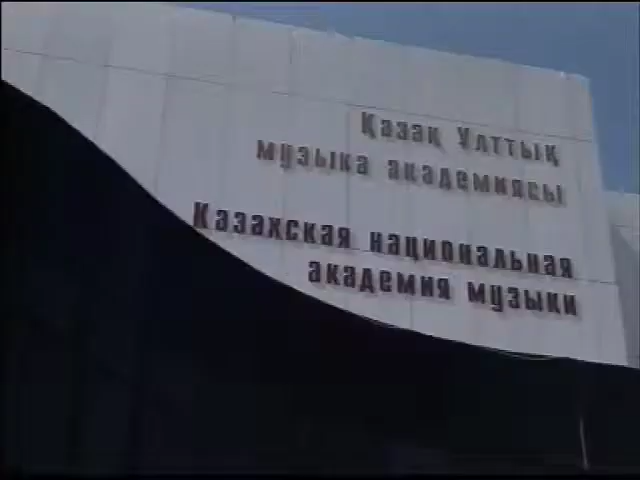 Қазақ Ұлттық
музыка академиясы
Казахская национальная
академия музыки